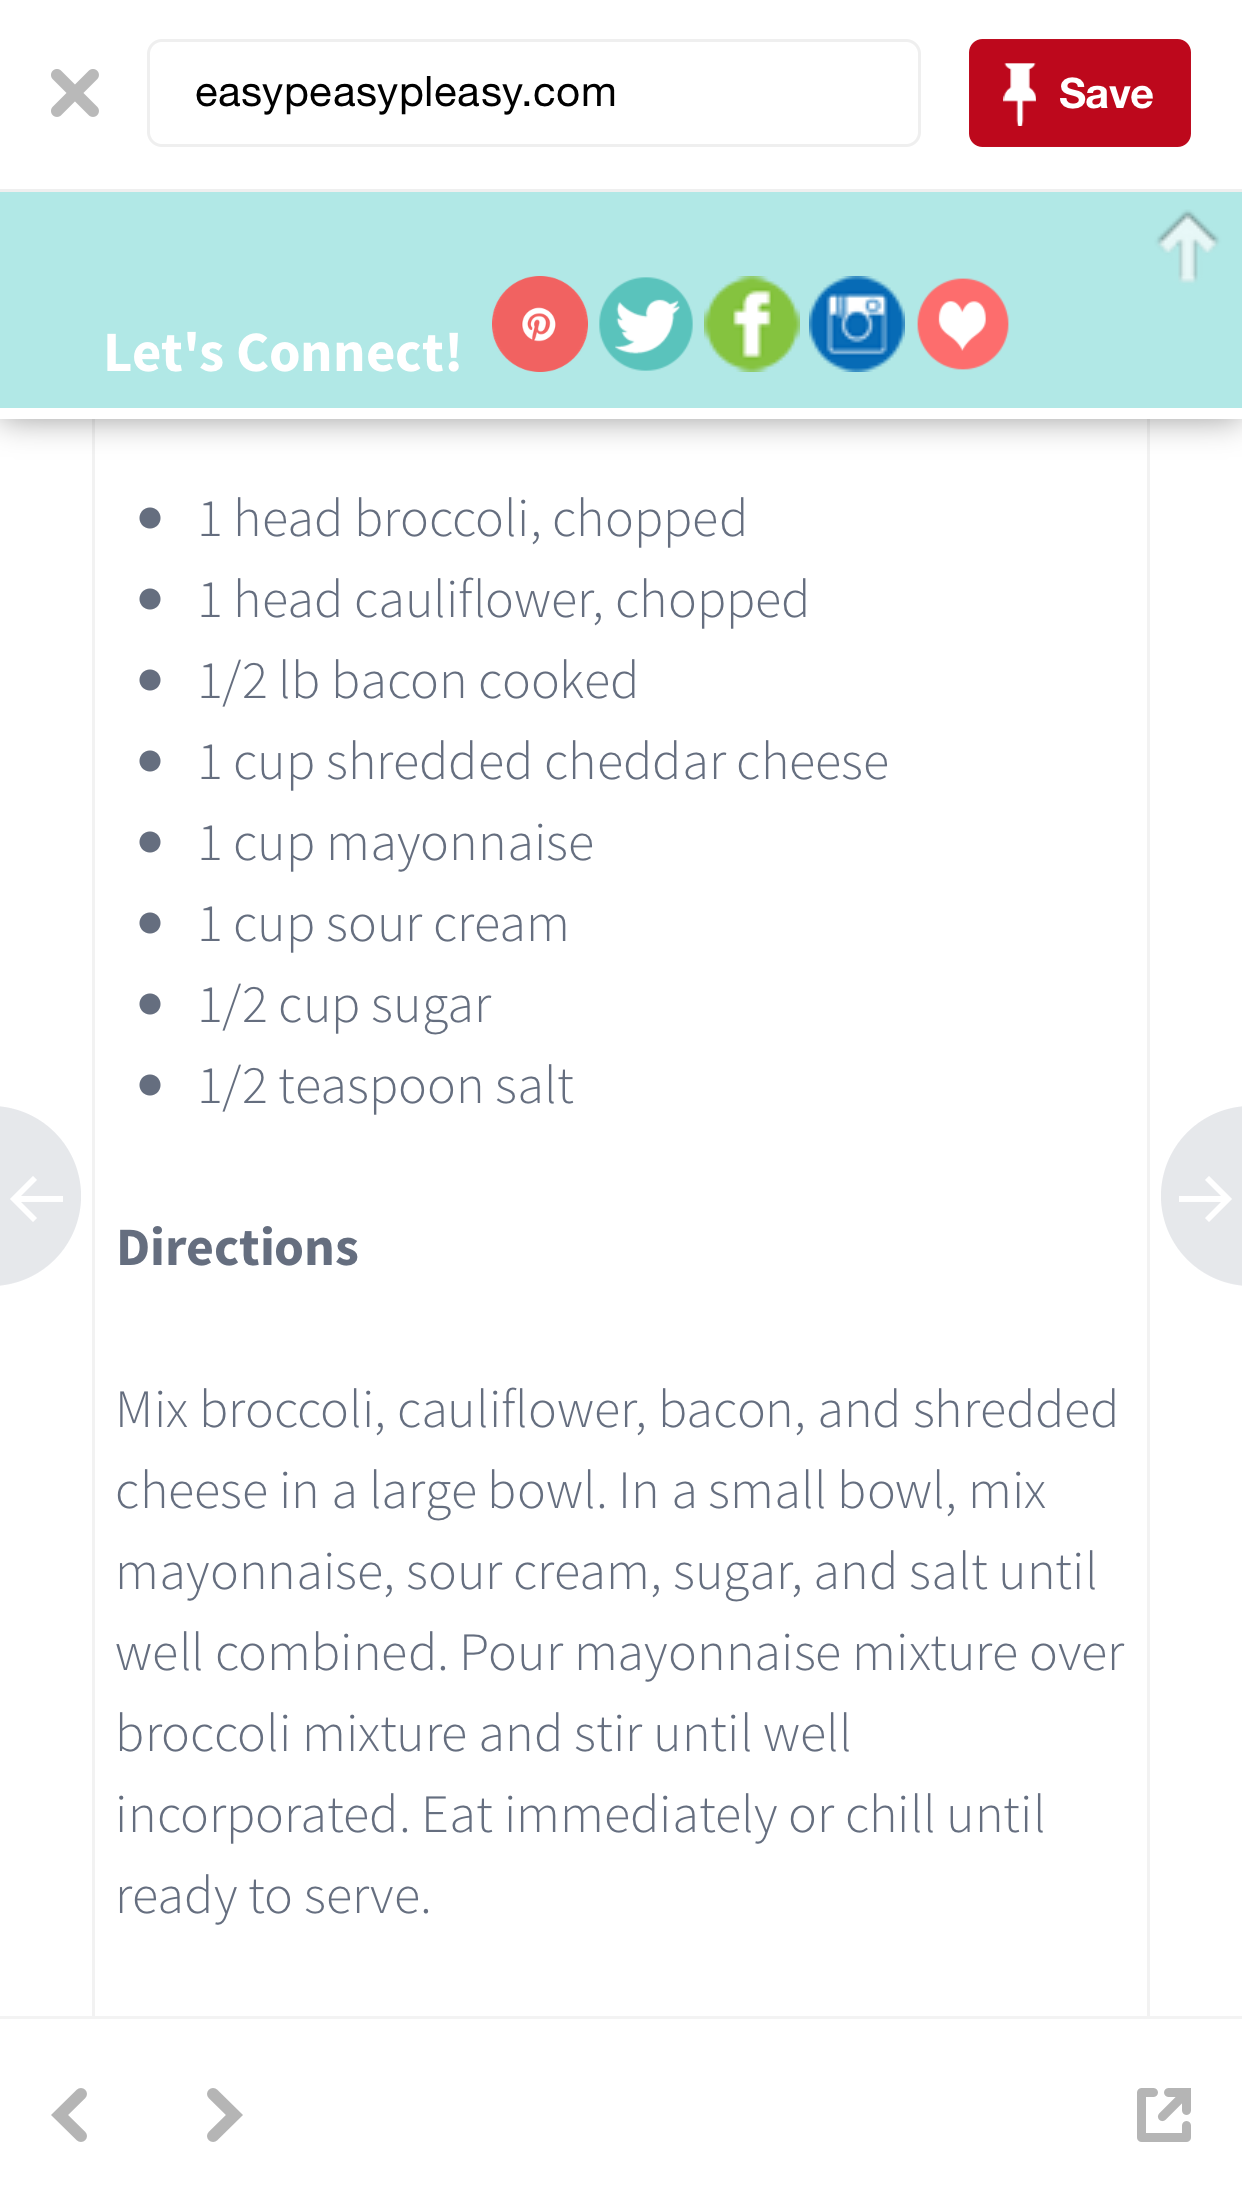 easypeasypleasy.com
Save
Let's Connect!
1 head broccoli, chopped
1 head cauliflower, chopped
1/2 lb bacon cooked
1 cup shredded cheddar cheese
1 cup mayonnaise
1 cup sour cream
1/2 cup sugar
1/2 teaspoon salt
Directions
Mix broccoli, cauliflower, bacon, and shredded
cheese in a large bowl. In a small bowl, mix
mayonnaise, sour cream, sugar, and salt until
well combined. Pour mayonnaise mixture over
broccoli mixture and stir until well
incorporated. Eat immediately or chill until
ready to serve.